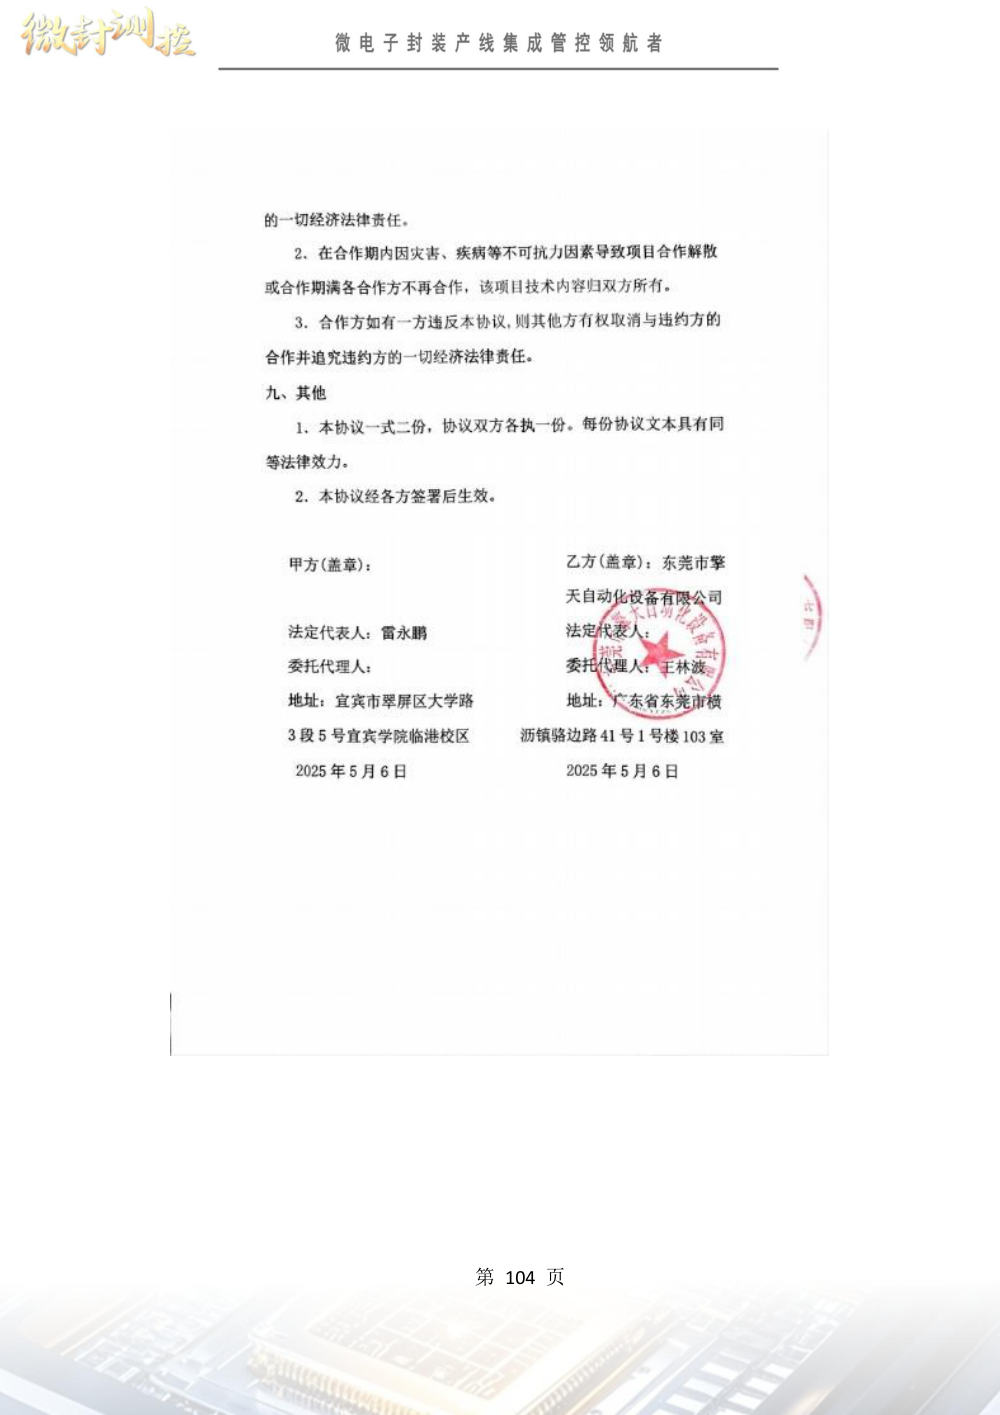 微封训控
微电子封装产线集成管控领航者
的一切经济法律责任。
2. 在合作期内因灾害、疾病等不可抗力因素导致项目合作解散
或合作期满各合作方不再合作，该项目技术内容归双方所有。
3. 合作方如有一方违反本协议,则其他方有权取消与违约方的
合作并追究违约方的一切经济法律责任。
九、其他
1. 本协议一式二份，协议双方各执一份。每份协议文本具有同
等法律效力。
2. 本协议经各方签署后生效。
甲方(盖章)：
法定代表人：雷永鹏
委托代理人：
地址：宜宾市翠屏区大学路
3 段 5 号宜宾学院临港校区
2025 年 5 月 6 日
乙方(盖章)：东莞市擎
天自动化设备有限公司
法定代表人：
委托代理人：王林波
地址：广东省东莞市横
沥镇骆边路 41 号 1 号楼 103 室
2025 年 5 月 6 日
第 104 页